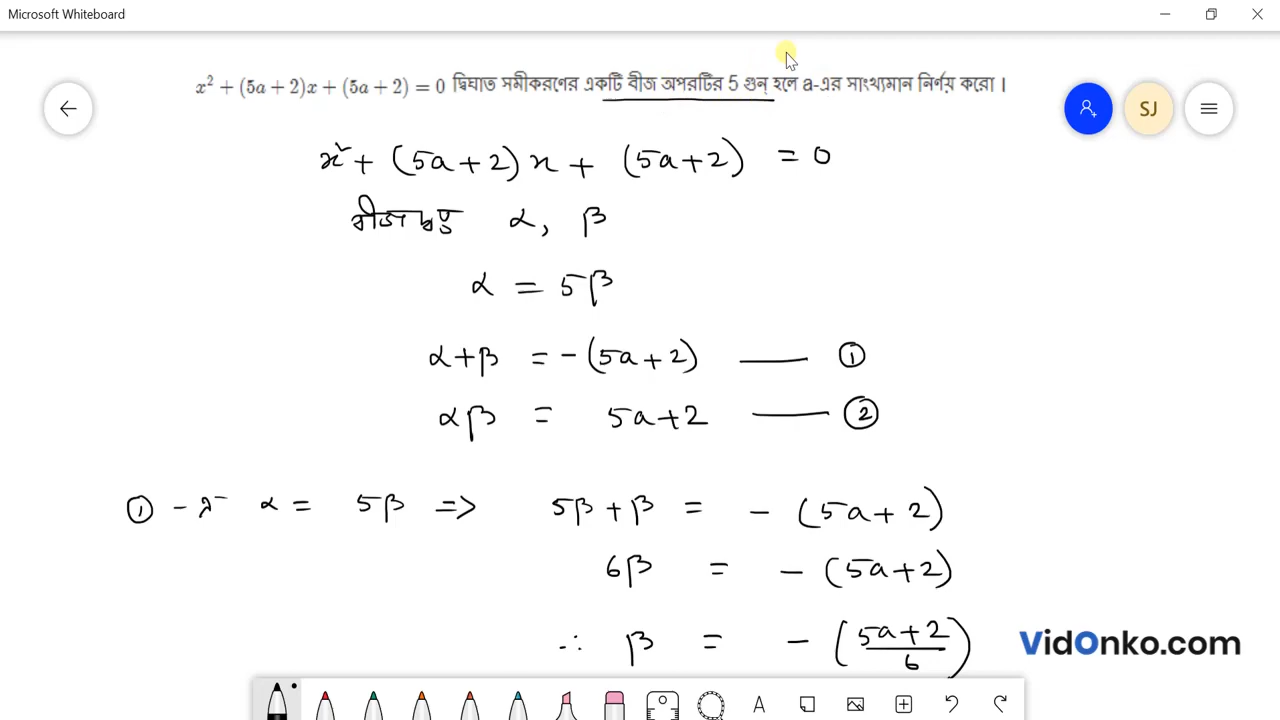 Microsoft Whiteboard
x² + (5a + 2)x + (5a + 2) = 0 দ্বিঘাত সমীকরণের একটি বীজ অপরটির 5 গুন্ হলে a-এর সাংখ্যমান নির্ণয় করো ।
SJ
x² + (5a + 2) x + (5a + 2) = 0
বীজদ্বয় α, β
α = 5β
α + β = - (5a + 2) —— ①
αβ = 5a + 2 —— ②
① - এ α = 5β => 5β + β = - (5a + 2)
6β = - (5a + 2)
∴ β = - (5a + 2 / 6)
VidOnko.com
A